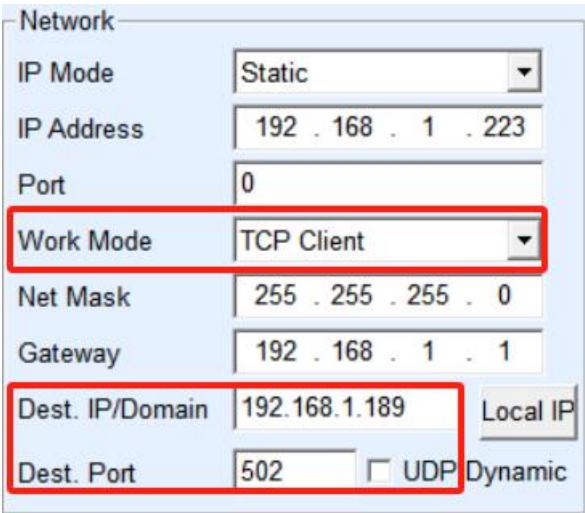 Network
IP Mode Static
IP Address 192 . 168 . 1 . 223
Port 0
Work Mode TCP Client
Net Mask 255 . 255 . 255 . 0
Gateway 192 . 168 . 1 . 1
Dest. IP/Domain 192.168.1.189 Local IP
Dest. Port 502 UDP Dynamic